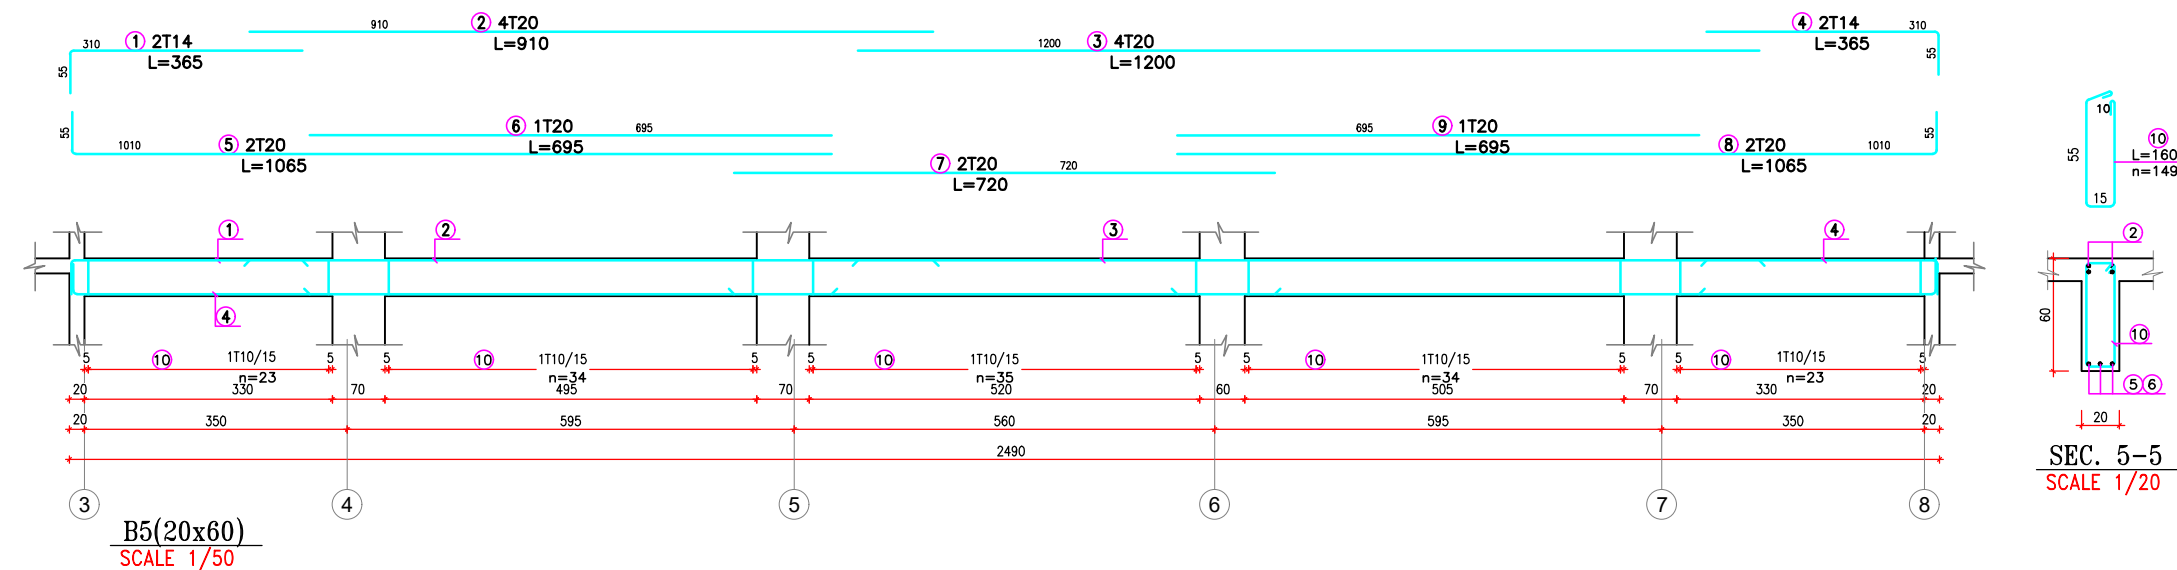 910 2 4T20
L=910
4 2T14 310
L=365
310 1 2T14
L=365
1200 3 4T20
L=1200
55
55
6 1T20 695
L=695
695 9 1T20
L=695
55
1010 5 2T20
L=1065
8 2T20 1010
L=1065
55
7 2T20 720
L=720
1 2 3 4
4
5 10 1T10/15 5 5 10 1T10/15 5 5 10 1T10/15 5 5 10 1T10/15 5 5 10 1T10/15 5
n=23 n=34 n=35 n=34 n=23
20 330 70 495 70 520 60 505 70 330 20
20 350 595 560 595 350 20
2490
3 4 5 6 7 8
B5(20x60)
SCALE 1/50
10
55
15
10
L=160
n=149
2
60
10
5 6
20
SEC. 5-5
SCALE 1/20